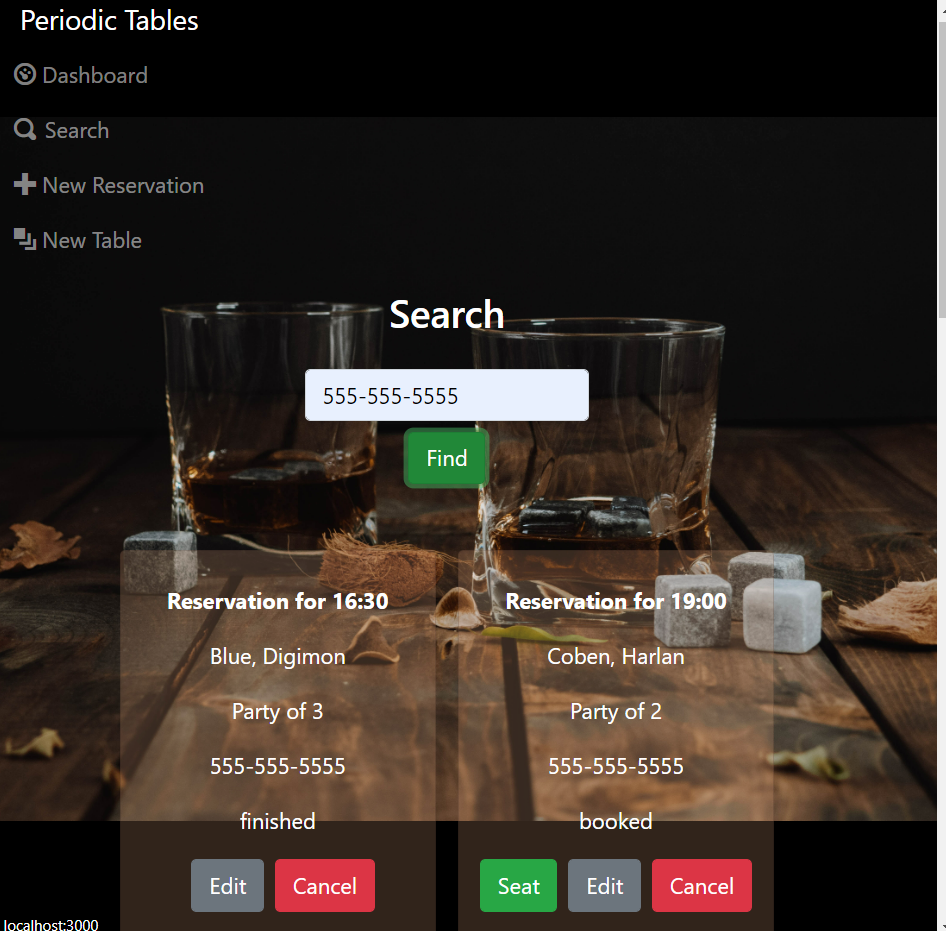 Periodic Tables
Dashboard
Search
New Reservation
New Table
Search
555-555-5555
Find
Reservation for 16:30
Blue, Digimon
Party of 3
555-555-5555
finished
Edit Cancel
Reservation for 19:00
Coben, Harlan
Party of 2
555-555-5555
booked
Seat Edit Cancel
localhost:3000